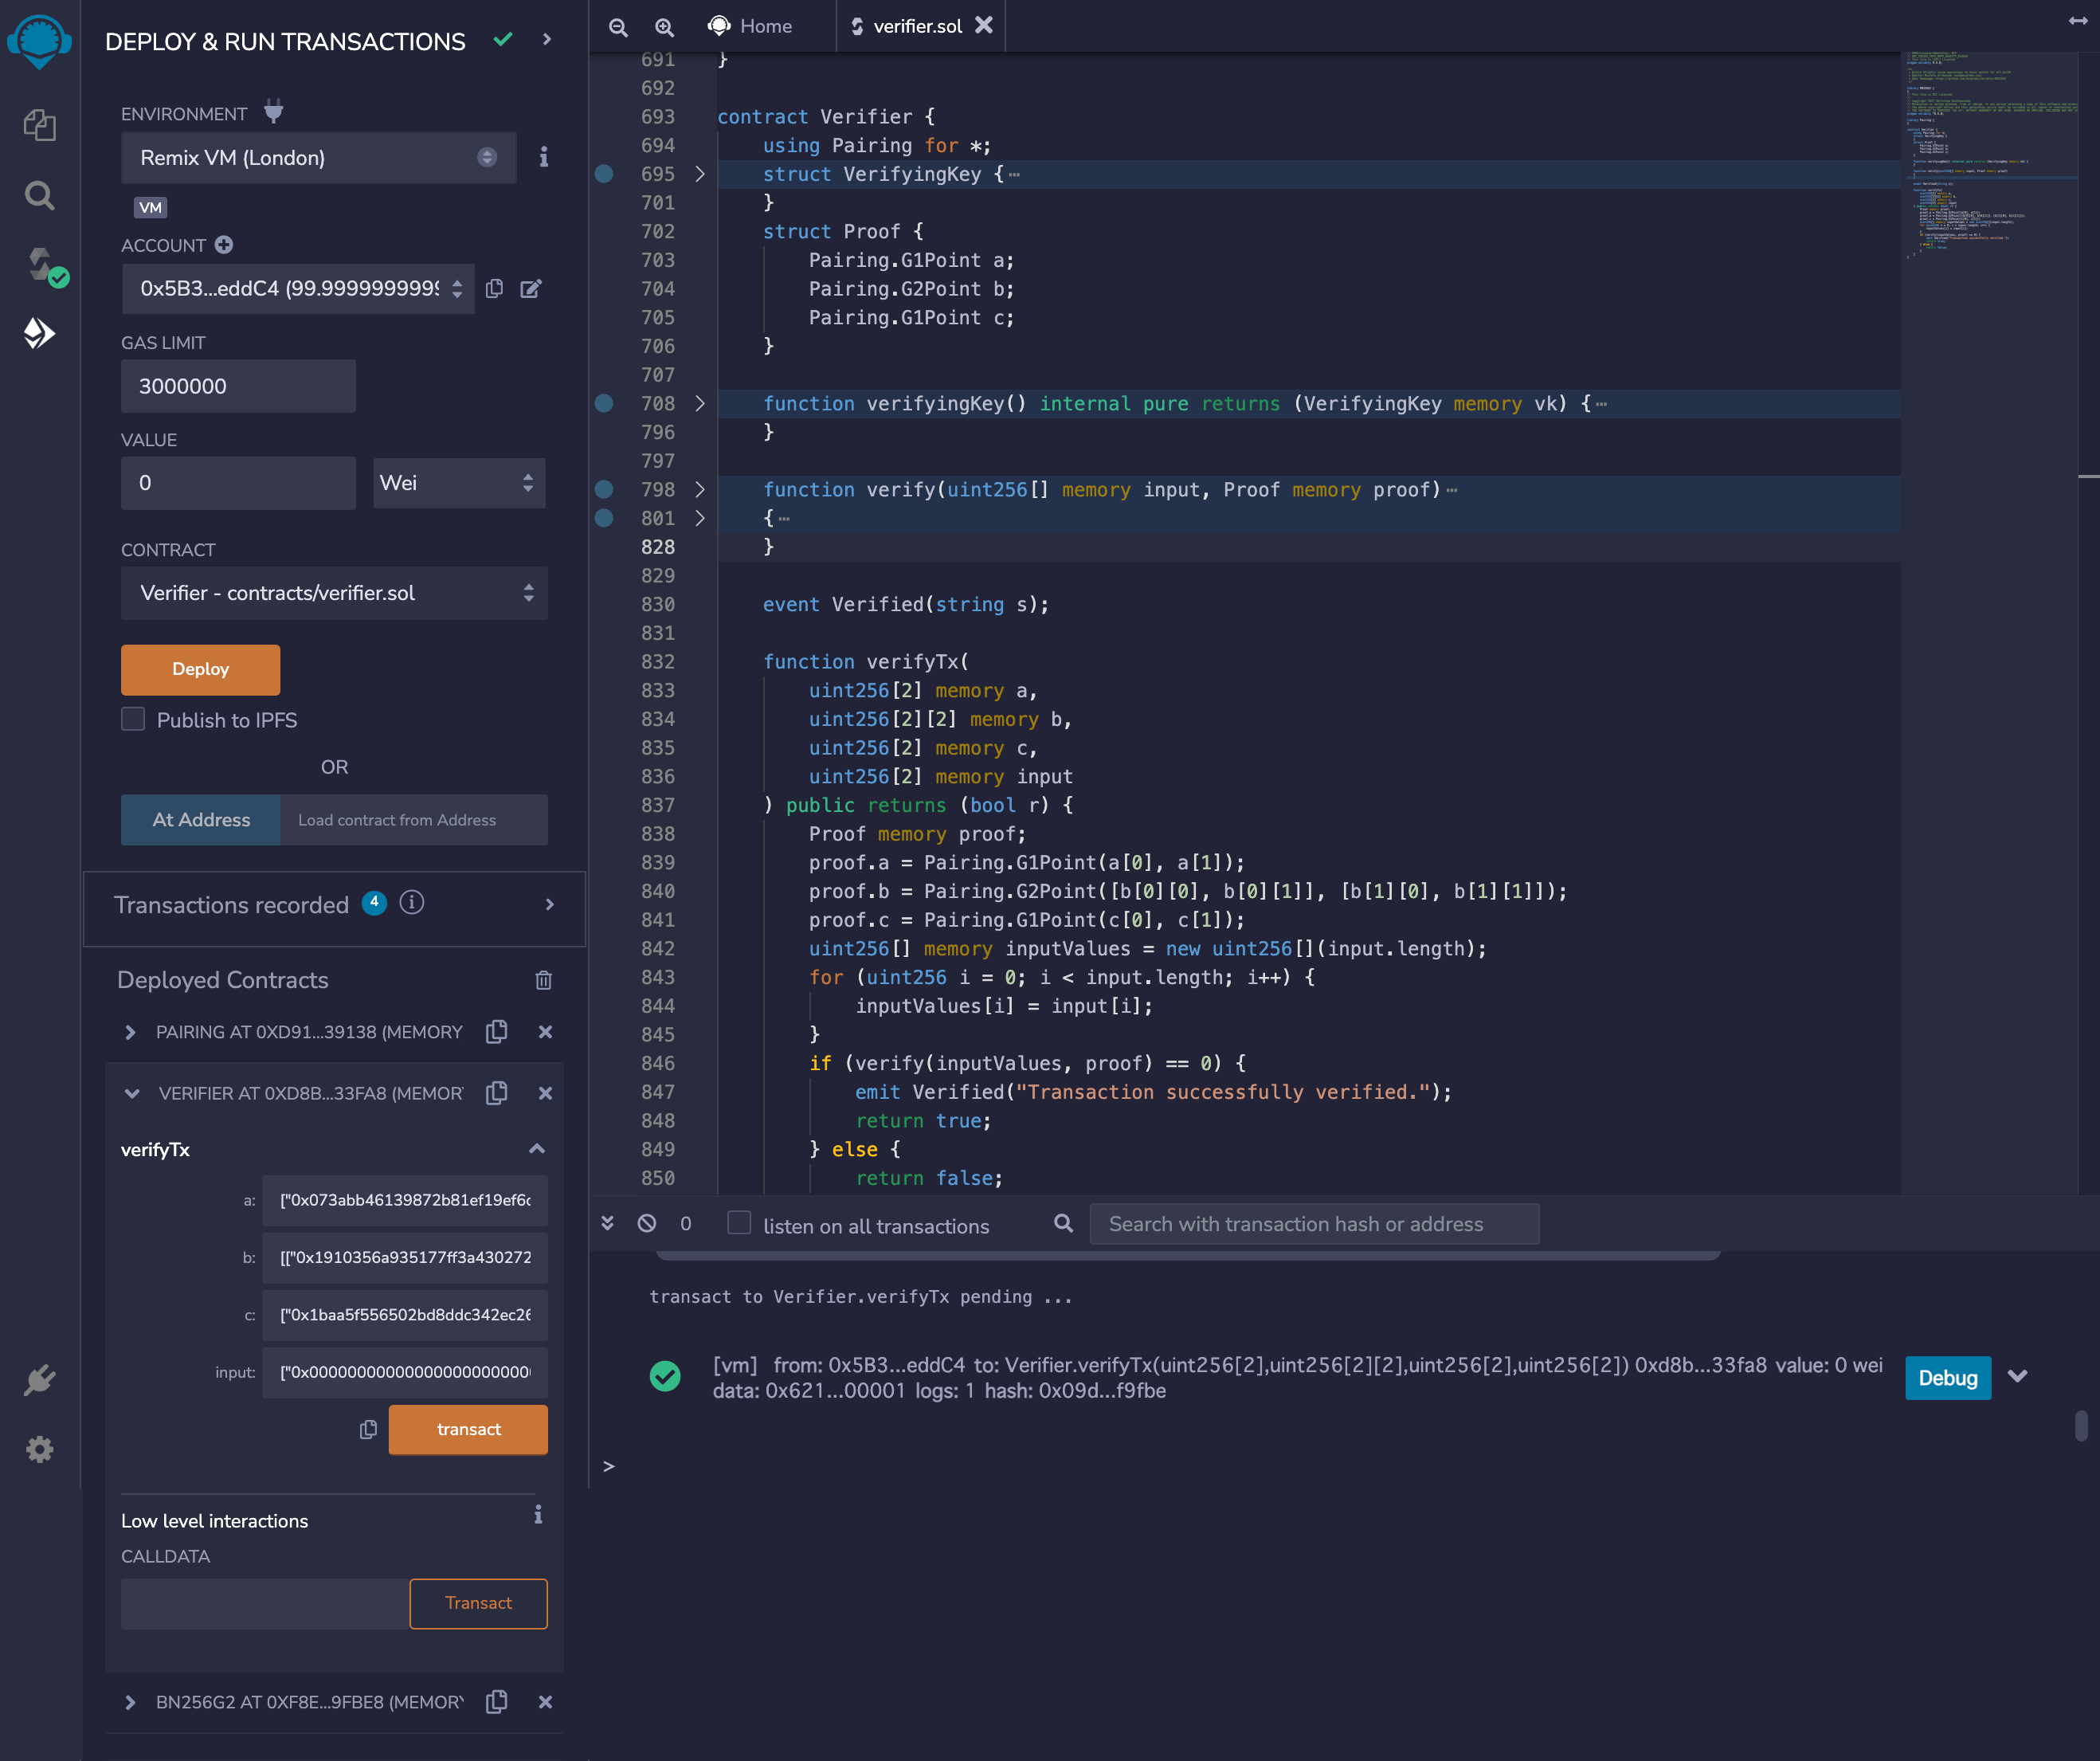 DEPLOY & RUN TRANSACTIONS
ENVIRONMENT
Remix VM (London)
VM
ACCOUNT
0x5B3...eddC4 (99.9999999999
GAS LIMIT
3000000
VALUE
0
Wei
CONTRACT
Verifier - contracts/verifier.sol
Deploy
Publish to IPFS
OR
At Address
Load contract from Address
Transactions recorded 4
Deployed Contracts
PAIRING AT 0XD91...39138 (MEMORY
VERIFIER AT 0XD8B...33FA8 (MEMOR
verifyTx
a: ["0x073abb46139872b81ef19ef6
b: [["0x1910356a935177ff3a430272
c: ["0x1baa5f556502bd8ddc342ec26
input: ["0x0000000000000000000000
transact
Low level interactions
CALLDATA
Transact
BN256G2 AT 0XF8E...9FBE8 (MEMORY
Home
verifier.sol
691 }
692
693 contract Verifier {
694 using Pairing for *;
695 struct VerifyingKey { ⋯
701 }
702 struct Proof {
703 Pairing.G1Point a;
704 Pairing.G2Point b;
705 Pairing.G1Point c;
706 }
707
708 function verifyingKey() internal pure returns (VerifyingKey memory vk) { ⋯
796 }
797
798 function verify(uint256[] memory input, Proof memory proof) ⋯
801 { ⋯
828 }
829
830 event Verified(string s);
831
832 function verifyTx(
833 uint256[2] memory a,
834 uint256[2][2] memory b,
835 uint256[2] memory c,
836 uint256[2] memory input
837 ) public returns (bool r) {
838 Proof memory proof;
839 proof.a = Pairing.G1Point(a[0], a[1]);
840 proof.b = Pairing.G2Point([b[0][0], b[0][1]], [b[1][0], b[1][1]]);
841 proof.c = Pairing.G1Point(c[0], c[1]);
842 uint256[] memory inputValues = new uint256[](input.length);
843 for (uint256 i = 0; i < input.length; i++) {
844 inputValues[i] = input[i];
845 }
846 if (verify(inputValues, proof) == 0) {
847 emit Verified("Transaction successfully verified.");
848 return true;
849 } else {
850 return false;
0
listen on all transactions
Search with transaction hash or address
transact to Verifier.verifyTx pending ...
[vm] from: 0x5B3...eddC4 to: Verifier.verifyTx(uint256[2],uint256[2][2],uint256[2],uint256[2]) 0xd8b...33fa8 value: 0 wei
data: 0x621...00001 logs: 1 hash: 0x09d...f9fbe
Debug
>